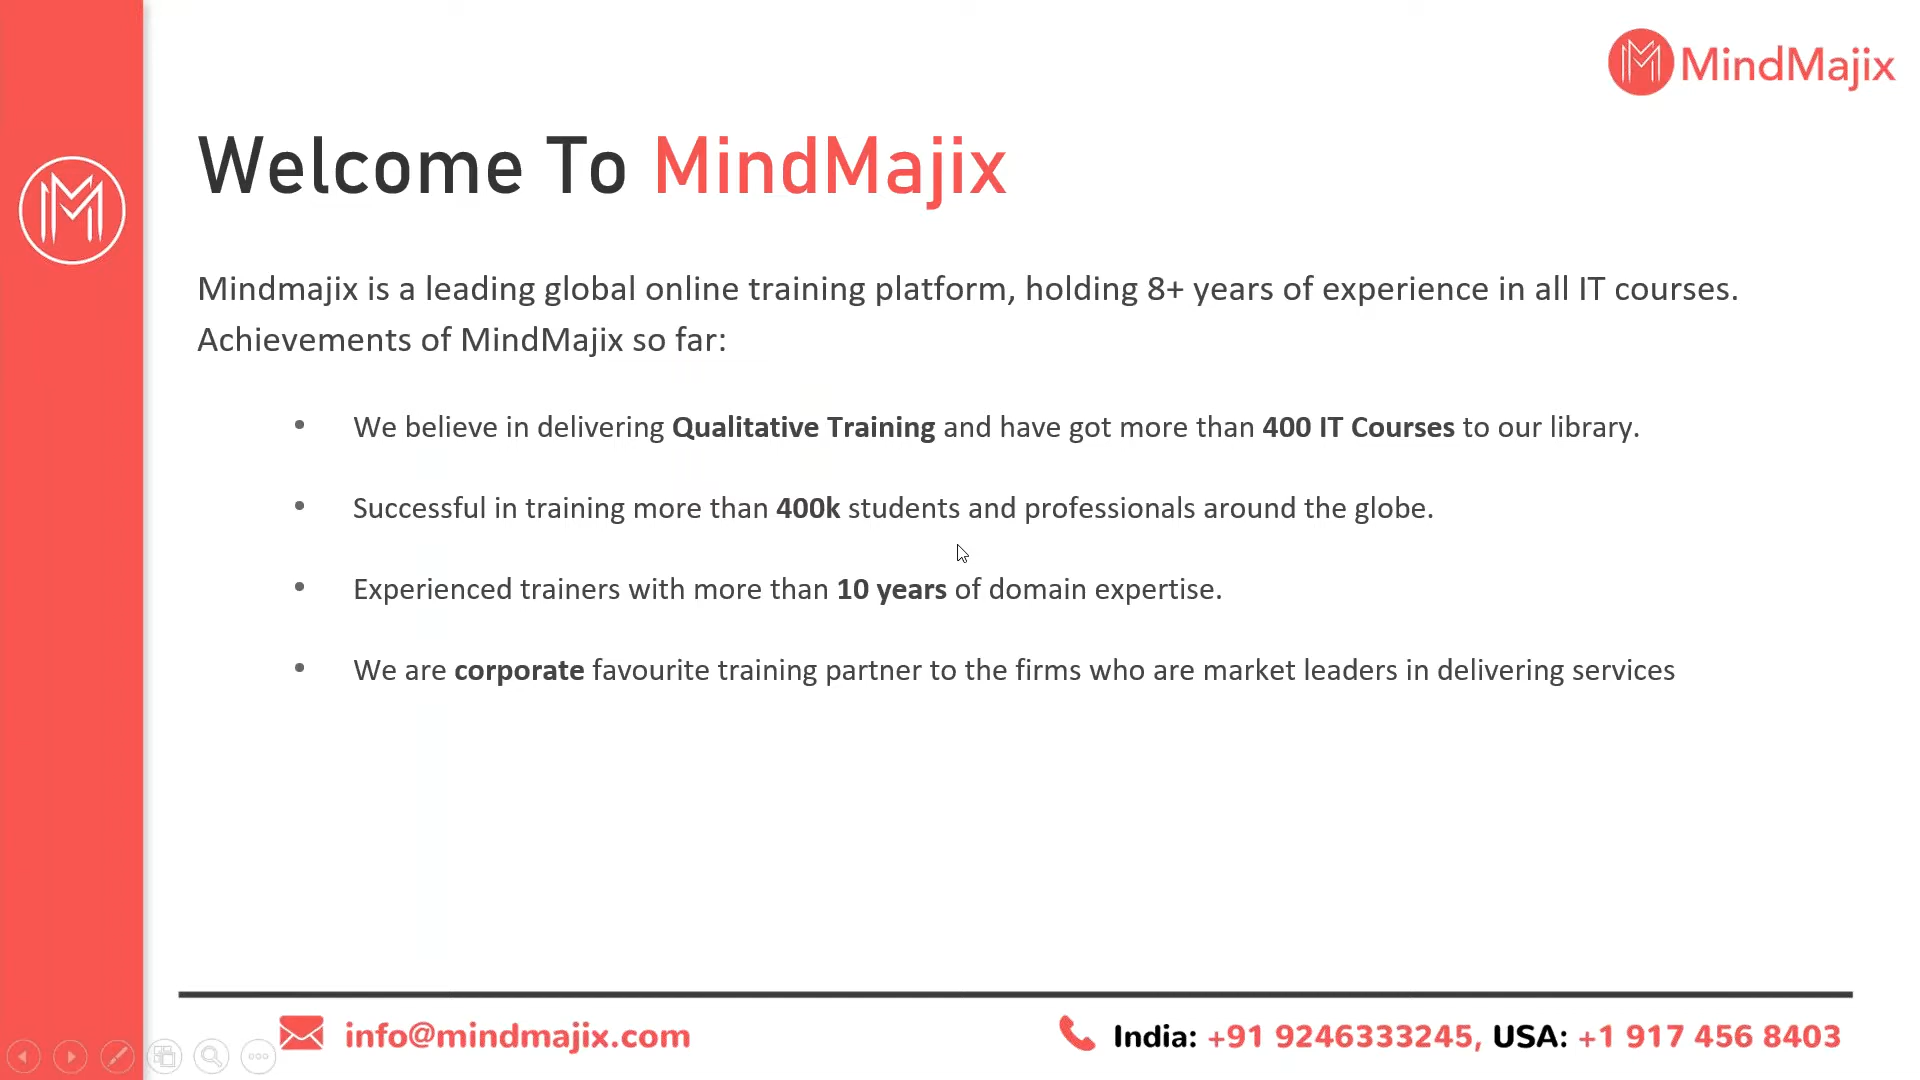 MindMajix
Welcome To MindMajix
Mindmajix is a leading global online training platform, holding 8+ years of experience in all IT courses.
Achievements of MindMajix so far:
• We believe in delivering Qualitative Training and have got more than 400 IT Courses to our library.
• Successful in training more than 400k students and professionals around the globe.
• Experienced trainers with more than 10 years of domain expertise.
• We are corporate favourite training partner to the firms who are market leaders in delivering services
info@mindmajix.com
India: +91 9246333245, USA: +1 917 456 8403